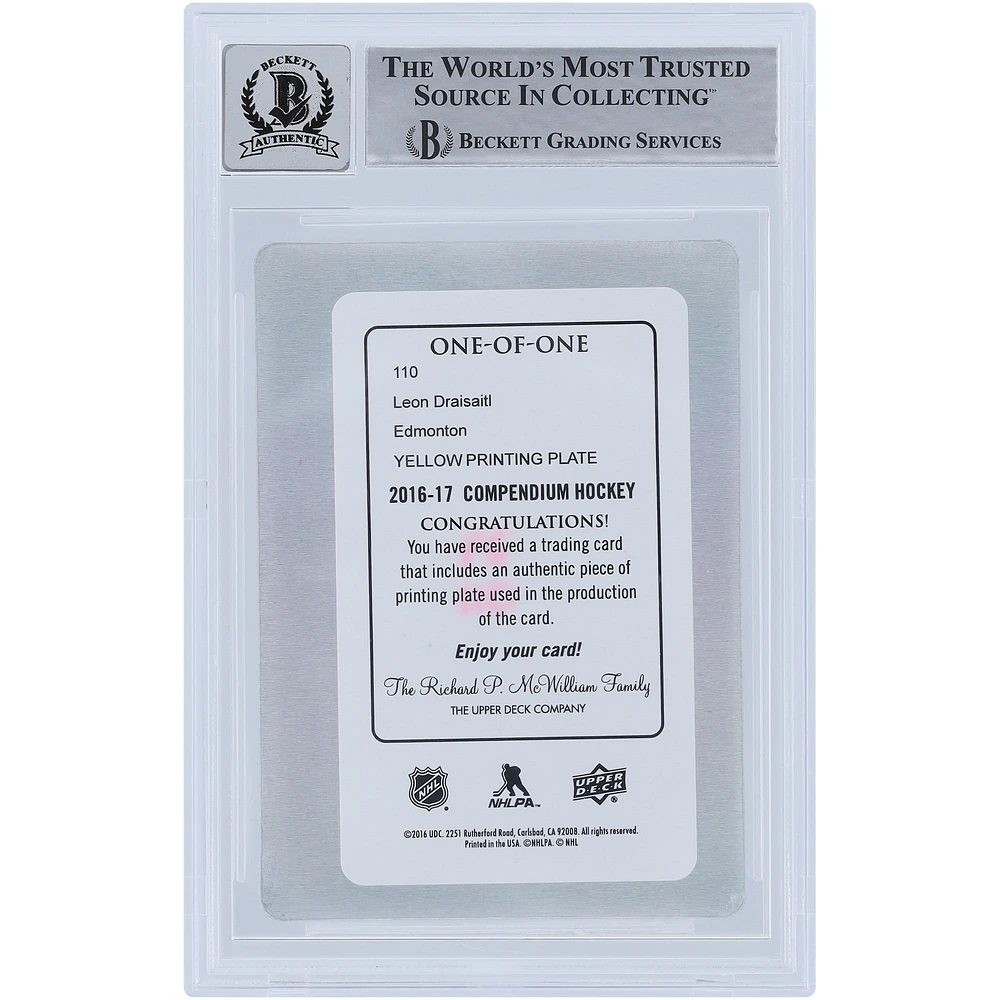 BECKETT
B
AUTHENTIC
THE WORLD'S MOST TRUSTED
SOURCE IN COLLECTING™
B BECKETT GRADING SERVICES
ONE-OF-ONE
110
Leon Draisaitl
Edmonton
YELLOW PRINTING PLATE
2016-17 COMPENDIUM HOCKEY
CONGRATULATIONS!
You have received a trading card
that includes an authentic piece of
printing plate used in the production
of the card.
Enjoy your card!
The Richard P. McWilliam Family
THE UPPER DECK COMPANY
NHL ®
NHLPA™
UPPER
D·E·C·K ®
©2016 UDC. 2251 Rutherford Road, Carlsbad, CA 92008. All rights reserved.
Printed in the USA. ©NHLPA. © NHL